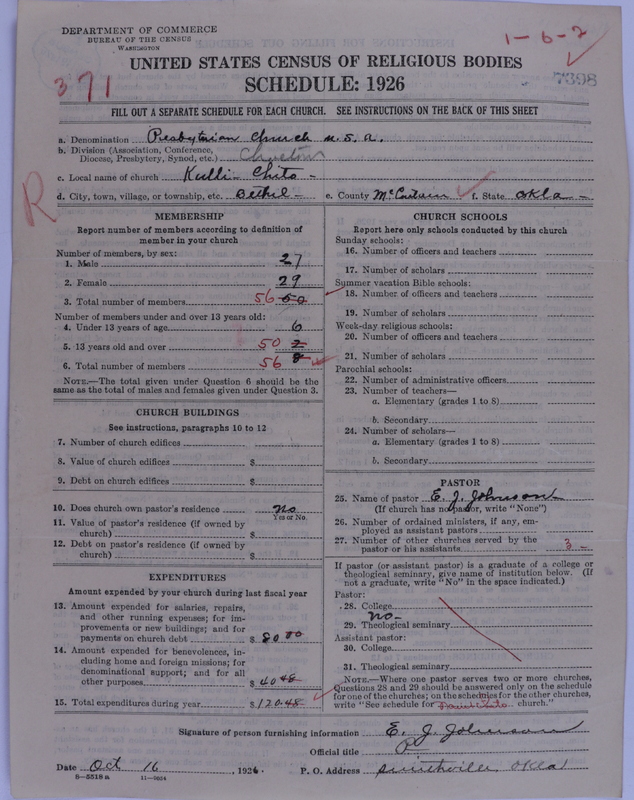 DEPARTMENT OF COMMERCE
BUREAU OF THE CENSUS
WASHINGTON
1-6-2
UNITED STATES CENSUS OF RELIGIOUS BODIES
371
SCHEDULE: 1926
7398
FILL OUT A SEPARATE SCHEDULE FOR EACH CHURCH. SEE INSTRUCTIONS ON THE BACK OF THIS SHEET
a. Denomination Presbyterian Church U.S.A.
b. Division (Association, Conference, Diocese, Presbytery, Synod, etc.) Choctaw
c. Local name of church Kulli-Chito-
R
d. City, town, village, or township, etc. Bethel- e. County McCurtain f. State Okla-
MEMBERSHIP
Report number of members according to definition of
member in your church
Number of members, by sex:
1. Male 27
2. Female 29
3. Total number of members 56
Number of members under and over 13 years old:
4. Under 13 years of age 6
5. 13 years old and over 50
6. Total number of members 56
NOTE.—The total given under Question 6 should be
same as the total of males and females given under Question 3.
CHURCH BUILDINGS
See instructions, paragraphs 10 to 12
7. Number of church edifices
8. Value of church edifices $
9. Debt on church edifices $
10. Does church own pastor's residence No
Yes or No.
11. Value of pastor's residence (if owned by
church) $
12. Debt on pastor's residence (if owned by
church) $
EXPENDITURES
Amount expended by your church during last fiscal year
13. Amount expended for salaries, repairs,
and other running expenses; for im-
provements or new buildings; and for
payments on church debt $ 80 00
14. Amount expended for benevolences, in-
cluding home and foreign missions; for
denominational support; and for all
other purposes $ 40 48
15. Total expenditures during year $ 120.48
CHURCH SCHOOLS
Report here only schools conducted by this church
Sunday schools:
16. Number of officers and teachers
17. Number of scholars
Summer vacation Bible schools:
18. Number of officers and teachers
19. Number of scholars
Week-day religious schools:
20. Number of officers and teachers
21. Number of scholars
Parochial schools:
22. Number of administrative officers
23. Number of teachers—
a. Elementary (grades 1 to 8)
b. Secondary
24. Number of scholars—
a. Elementary (grades 1 to 8)
b. Secondary
PASTOR
25. Name of pastor E. J. Johnson
(If church has no pastor, write "None")
26. Number of ordained ministers, if any, em-
ployed as assistant pastors
27. Number of other churches served by the
pastor or his assistants 3-
If pastor (or assistant pastor) is a graduate of a college or
theological seminary, give name of institution below. (If
not a graduate, write "No" in the space indicated.)
Pastor:
28. College
No-
29. Theological seminary
Assistant pastor:
30. College
31. Theological seminary
NOTE.—Where one pastor serves two or more churches,
Questions 28 and 29 should be answered only on the schedule
for one of the churches; on the schedules for the other churches,
write "See schedule for church."
Signature of person furnishing information E. J. Johnson
Official title P
Date Oct 16, 1926. P. O. Address Smithville Okla
8—5518 a 11—9024